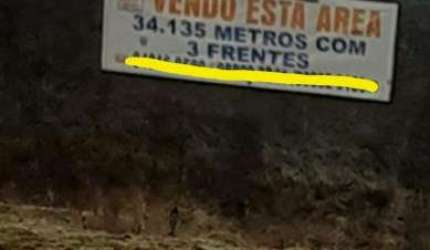 VENDO ESTA AREA
34.135 METROS COM
3 FRENTES